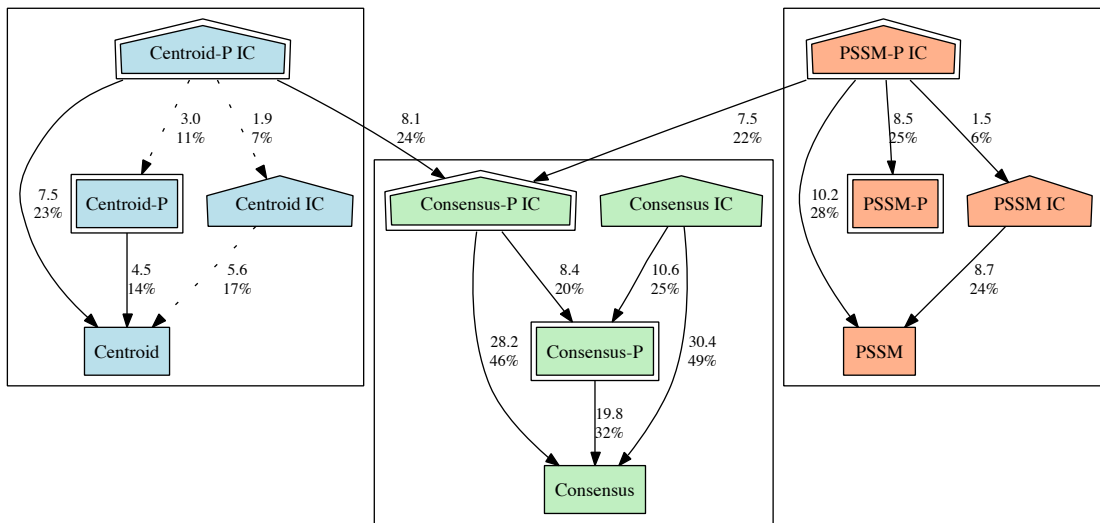 Centroid-P IC
PSSM-P IC
3.0
11%
1.9
7%
8.1
24%
7.5
22%
8.5
25%
1.5
6%
7.5
23%
Centroid-P
Centroid IC
Consensus-P IC
Consensus IC
10.2
28%
PSSM-P
PSSM IC
4.5
14%
5.6
17%
8.4
20%
10.6
25%
8.7
24%
Centroid
28.2
46%
Consensus-P
30.4
49%
PSSM
19.8
32%
Consensus